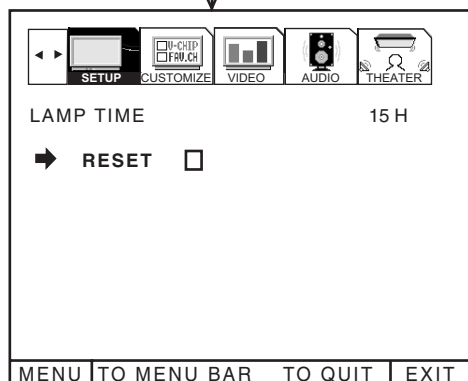 V-CHIP
FAV.CH
SETUP CUSTOMIZE VIDEO AUDIO THEATER
LAMP TIME 15 H
RESET
MENU TO MENU BAR TO QUIT EXIT